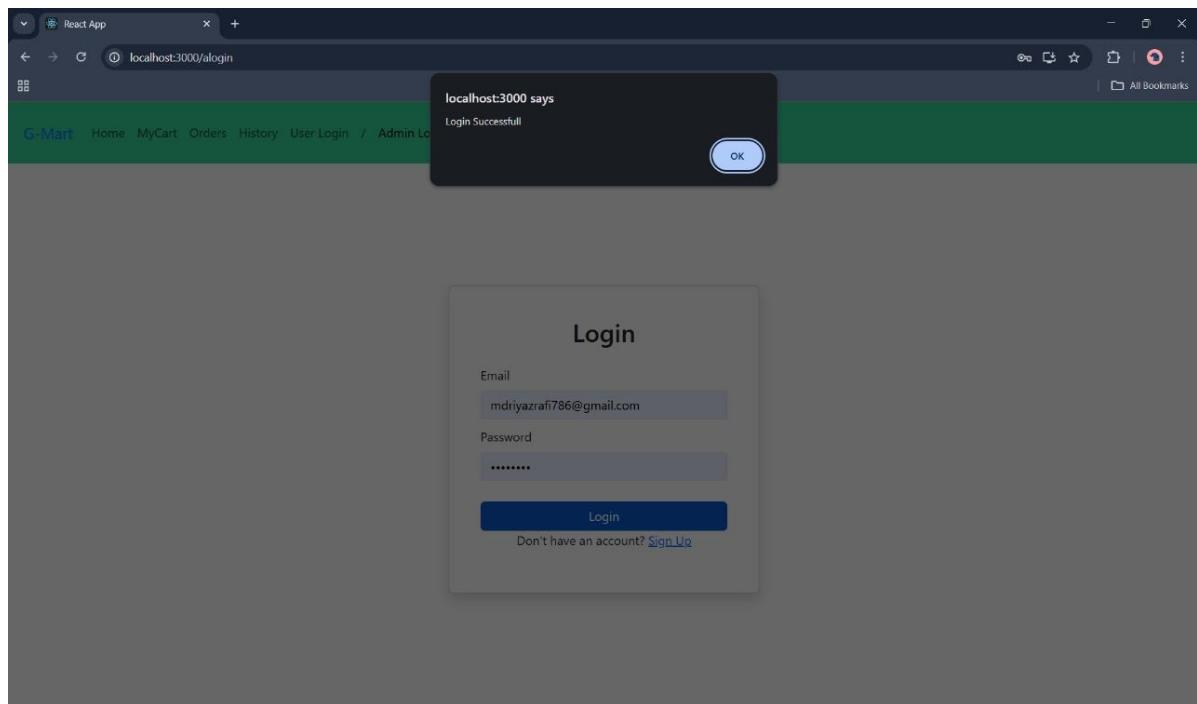 React App
localhost:3000/alogin
All Bookmarks
localhost:3000 says
Login Successfull
OK
G-Mart Home MyCart Orders History User Login / Admin Lo
Login
Email
mdriyazrafi786@gmail.com
Password
Login
Don't have an account? Sign Up